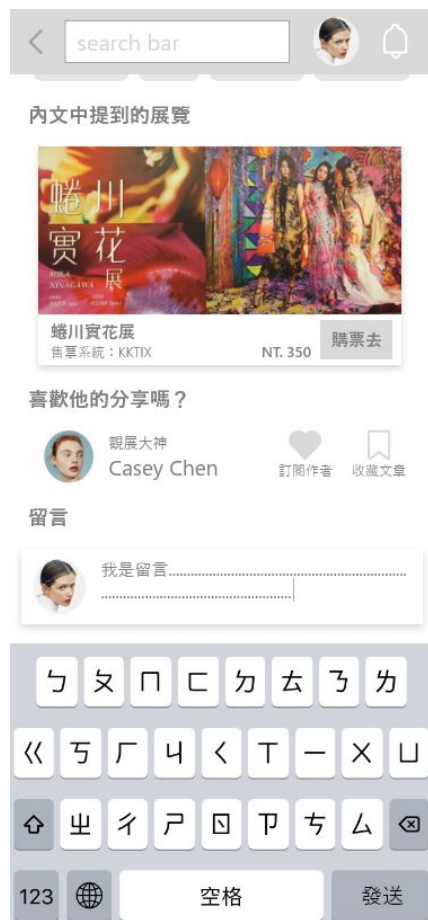 search bar
內文中提到的展覽
蜷川
實花
展
MIKA
NINAGAWA
蜷川實花展
售票系統：KKTIX
NT. 350
購票去
喜歡他的分享嗎？
觀展大神
Casey Chen
訂閱作者
收藏文章
留言
我是留言................................................................................
...............................................................
ㄅ ㄆ ㄇ ㄈ ㄉ ㄊ ㄋ ㄌ
ㄍ ㄎ ㄏ ㄐ ㄑ ㄒ ㄧ ㄨ ㄩ
ㄓ ㄔ ㄕ ㄖ ㄗ ㄘ ㄙ
123
空格
發送